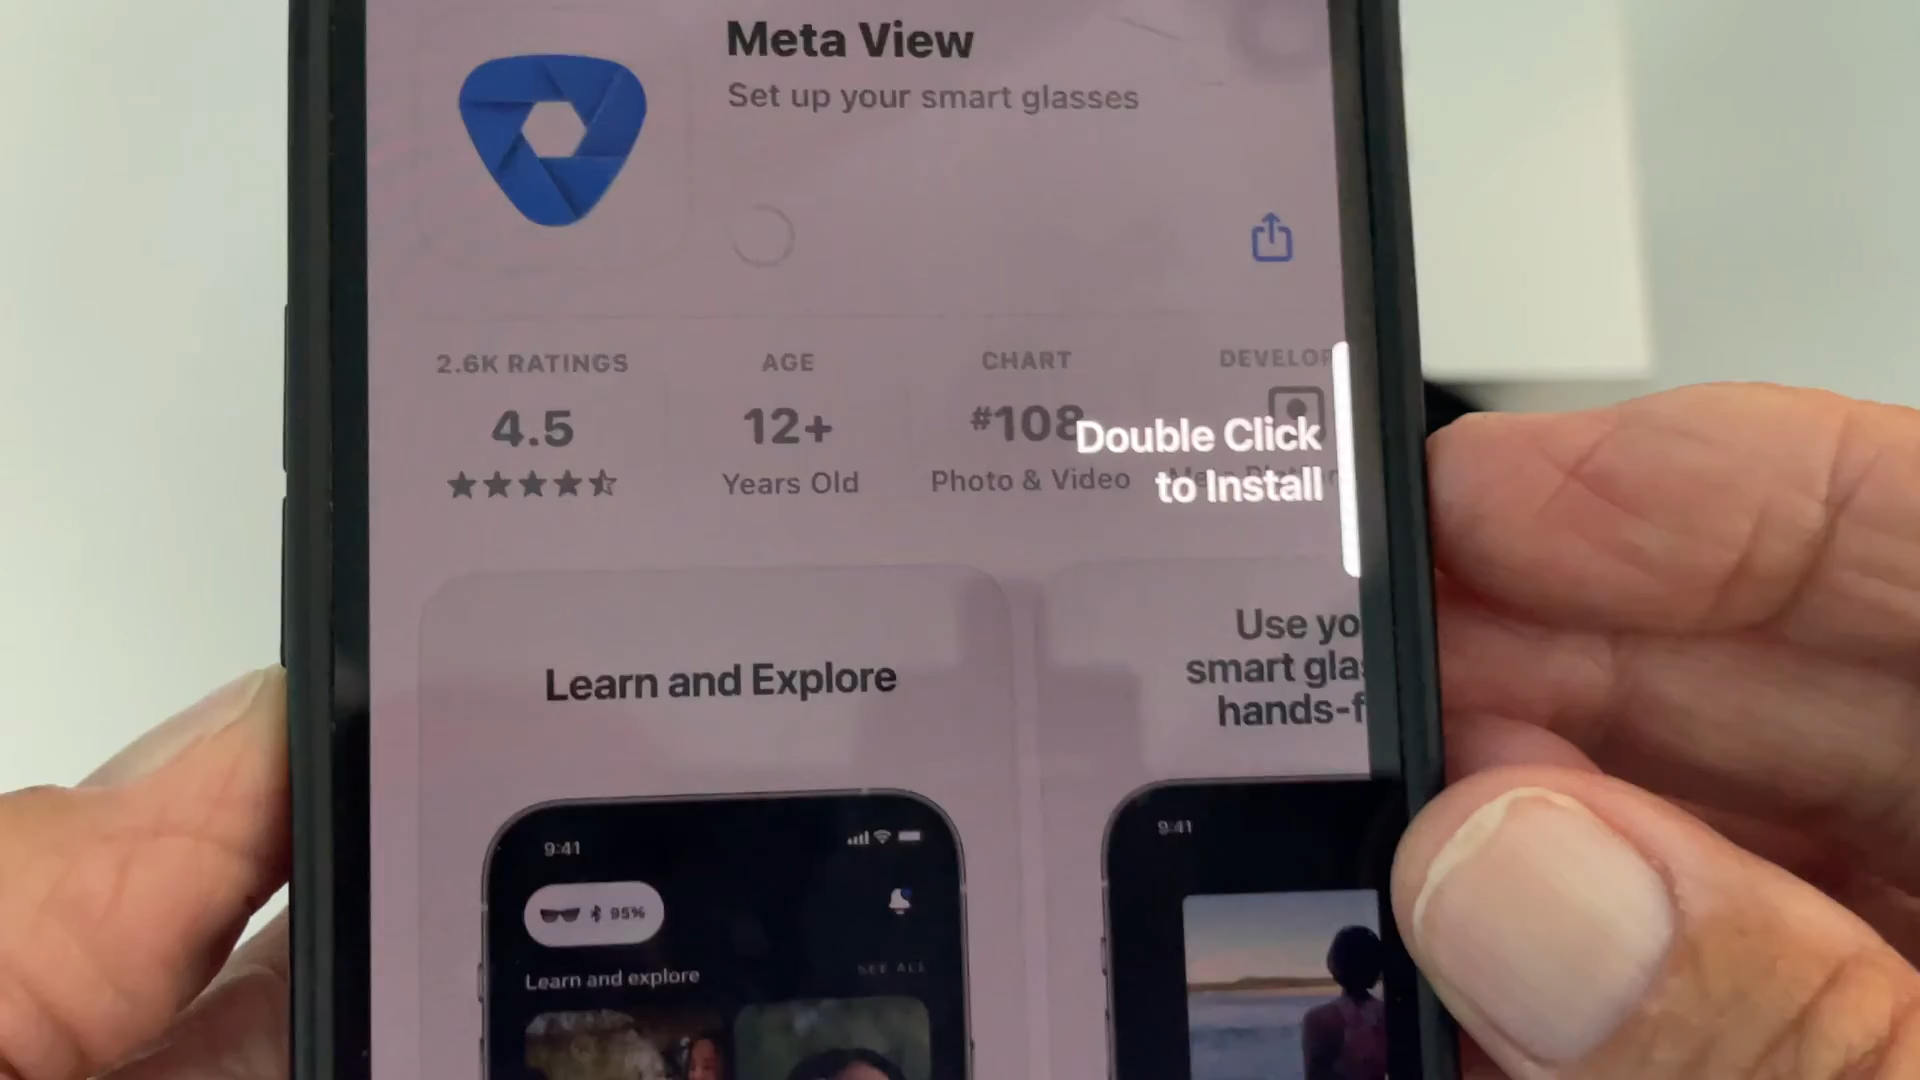 Meta View
Set up your smart glasses
2.6K RATINGS
4.5
AGE
12+
Years Old
CHART
#108
Photo & Video
DEVELOP
Double Click
to Install
Learn and Explore
Use yo
smart glas
hands-f
9:41
95%
Learn and explore
SEE ALL
9:41